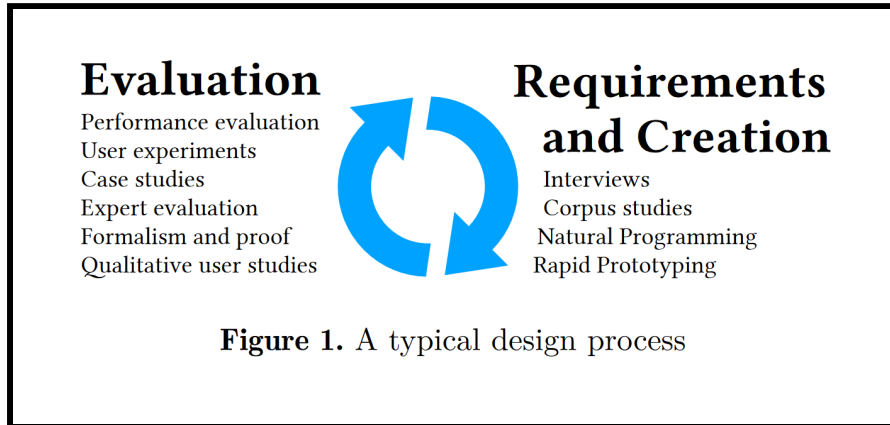 Evaluation
Performance evaluation
User experiments
Case studies
Expert evaluation
Formalism and proof
Qualitative user studies
Requirements
and Creation
Interviews
Corpus studies
Natural Programming
Rapid Prototyping
Figure 1. A typical design process